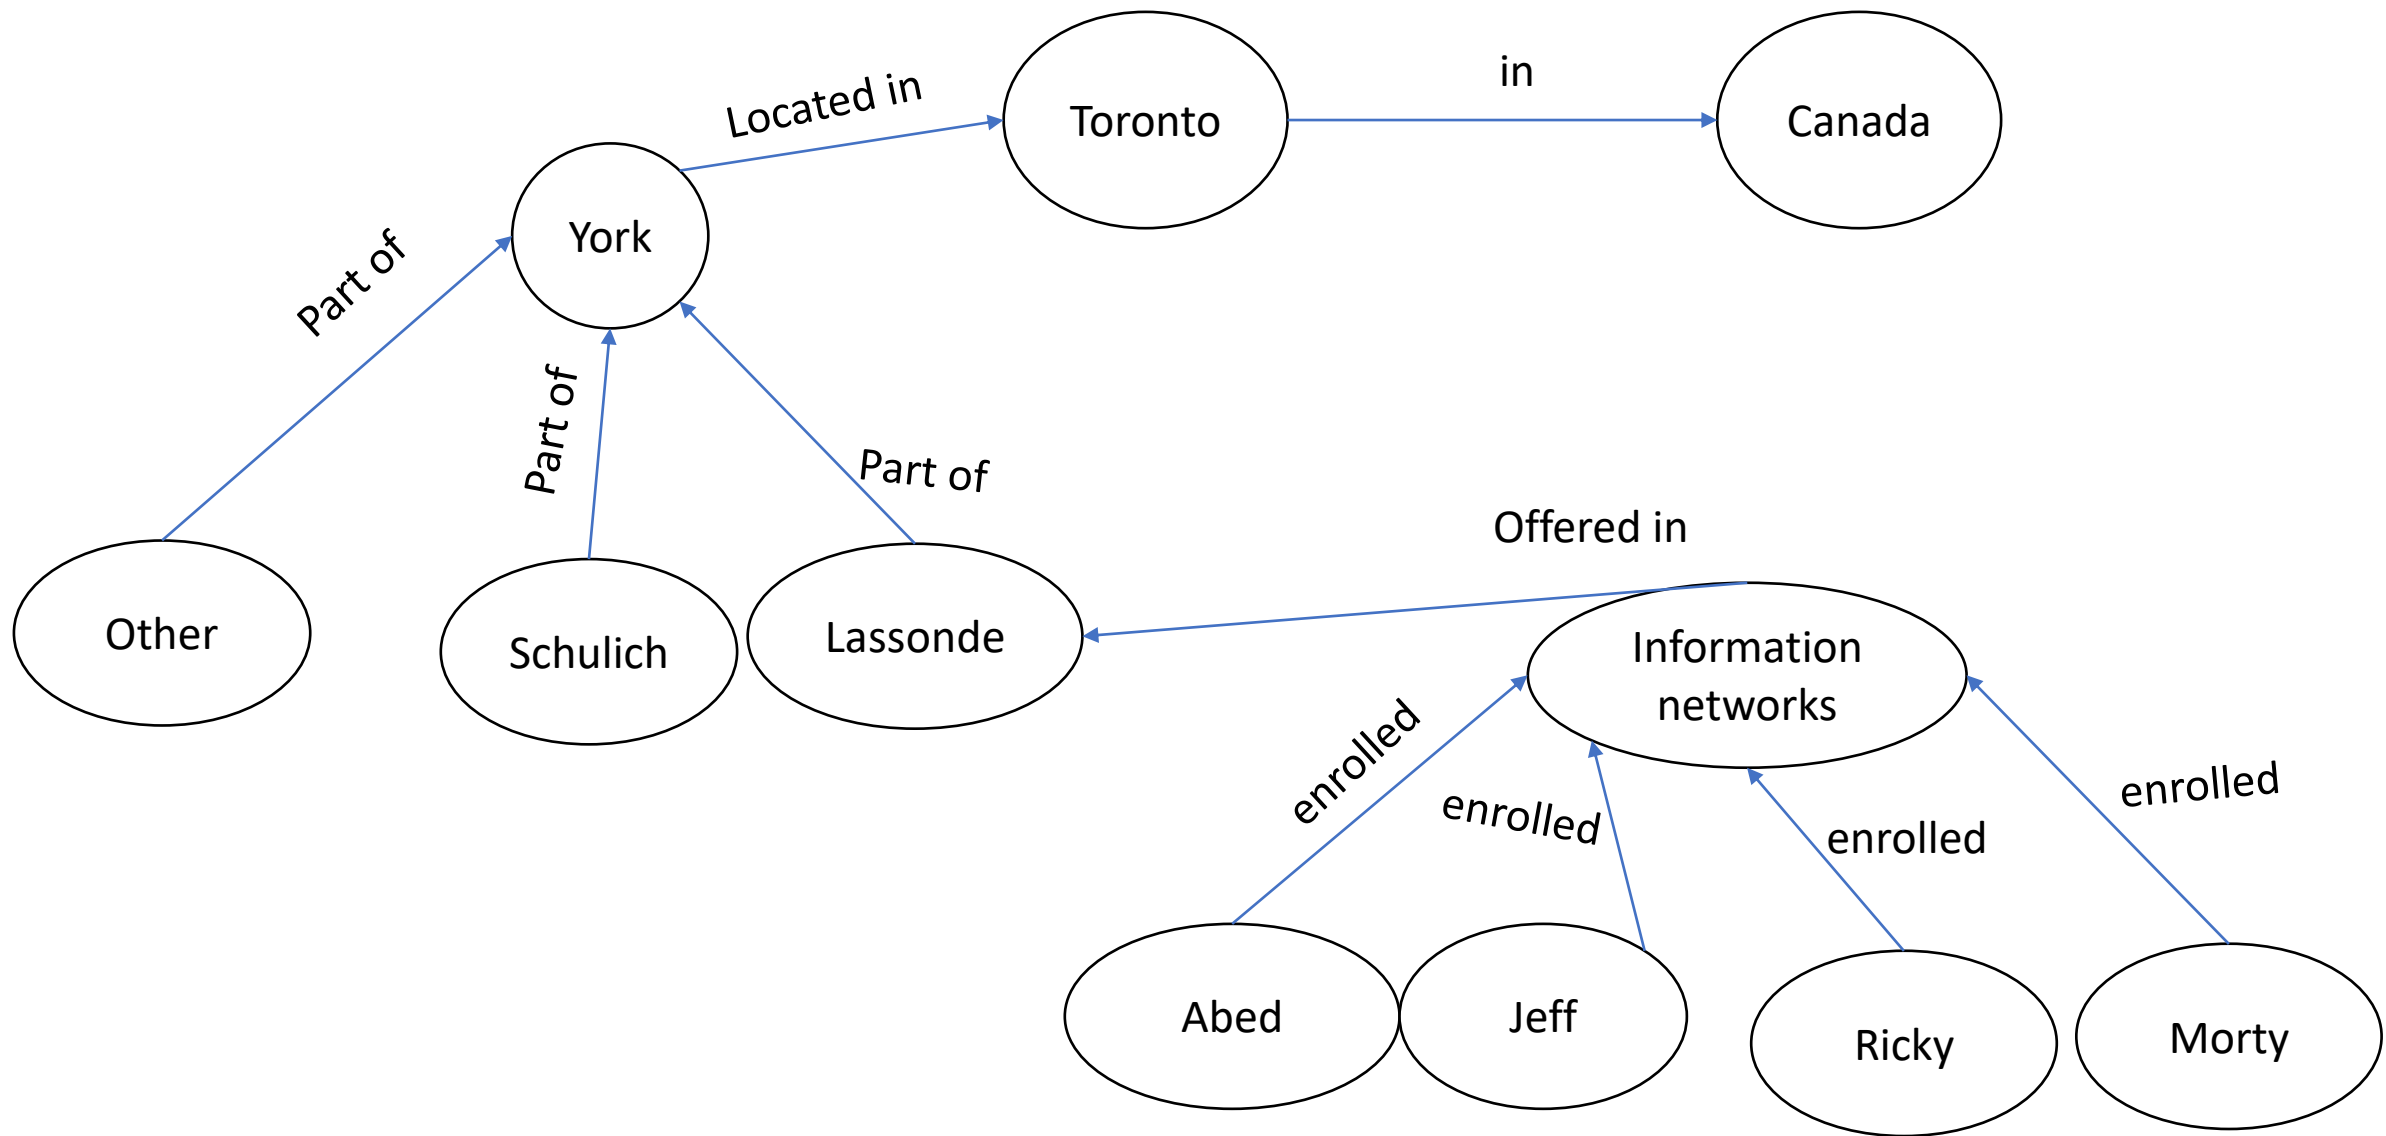 in
Located in
Toronto
Canada
York
Part of
Part of
Part of
Offered in
Other
Schulich
Lassonde
Information
networks
enrolled
enrolled
enrolled
enrolled
Abed
Jeff
Ricky
Morty